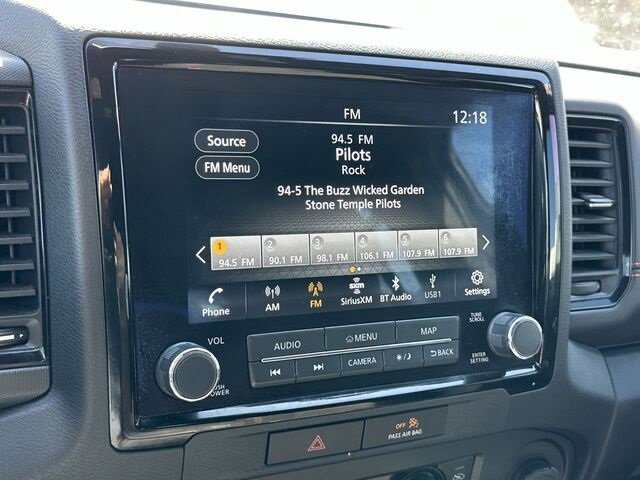 FM
12:18
Source
94.5 FM
Pilots
FM Menu
Rock
94-5 The Buzz Wicked Garden
Stone Temple Pilots
1 2 3 4 5 6
94.5 FM 90.1 FM 98.1 FM 106.1 FM 107.9 FM 107.9 FM
Phone AM FM sxm SiriusXM BT Audio USB1 Settings
VOL
PUSH POWER
AUDIO MENU MAP
CAMERA BACK
TUNE SCROLL
ENTER SETTING
OFF
PASS AIR BAG